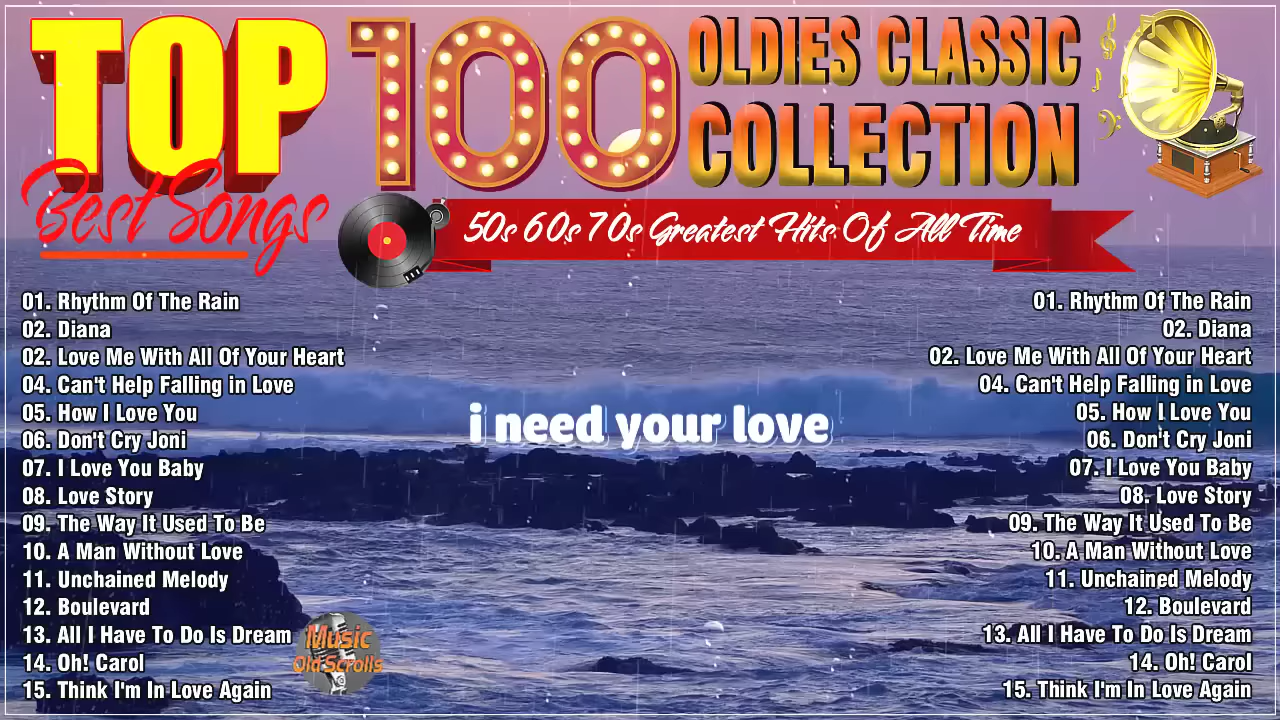 TOP 100 OLDIES CLASSIC
COLLECTION
Best Songs
50s 60s 70s Greatest Hits Of All Time
01. Rhythm Of The Rain
02. Diana
02. Love Me With All Of Your Heart
04. Can't Help Falling in Love
05. How I Love You
06. Don't Cry Joni
07. I Love You Baby
08. Love Story
09. The Way It Used To Be
10. A Man Without Love
11. Unchained Melody
12. Boulevard
13. All I Have To Do Is Dream
14. Oh! Carol
15. Think I'm In Love Again
i need your love
Music
Old Scrolls
01. Rhythm Of The Rain
02. Diana
02. Love Me With All Of Your Heart
04. Can't Help Falling in Love
05. How I Love You
06. Don't Cry Joni
07. I Love You Baby
08. Love Story
09. The Way It Used To Be
10. A Man Without Love
11. Unchained Melody
12. Boulevard
13. All I Have To Do Is Dream
14. Oh! Carol
15. Think I'm In Love Again